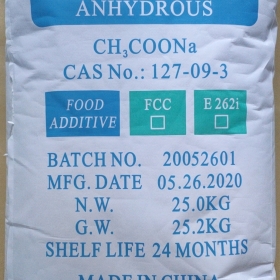 ANHYDROUS
CH₃COONa
CAS No.: 127-09-3
FOOD ADDITIVE FCC □ E 262i □
BATCH NO. 20052601
MFG. DATE 05.26.2020
N.W. 25.0KG
G.W. 25.2KG
SHELF LIFE 24 MONTHS
MADE IN CHINA